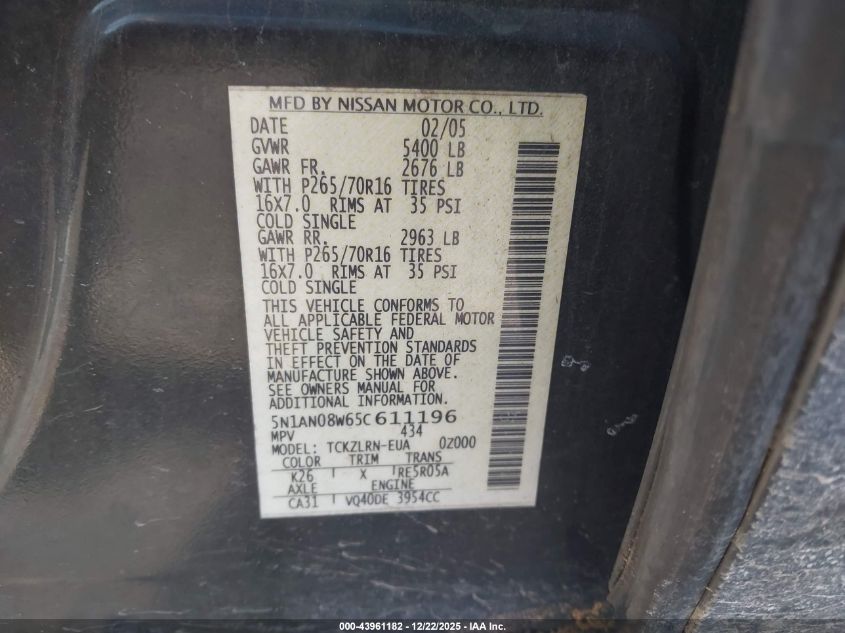 MFD BY NISSAN MOTOR CO., LTD.
DATE 02/05
GVWR 5400 LB
GAWR FR. 2676 LB
WITH P265/70R16 TIRES
16X7.0 RIMS AT 35 PSI
COLD SINGLE
GAWR RR. 2963 LB
WITH P265/70R16 TIRES
16X7.0 RIMS AT 35 PSI
COLD SINGLE
THIS VEHICLE CONFORMS TO
ALL APPLICABLE FEDERAL MOTOR
VEHICLE SAFETY AND
THEFT PREVENTION STANDARDS
IN EFFECT ON THE DATE OF
MANUFACTURE SHOWN ABOVE.
SEE OWNERS MANUAL FOR
ADDITIONAL INFORMATION.
5N1AN08W65C611196
MPV 434
MODEL: TCKZLRN-EUA 0Z000
COLOR TRIM TRANS
K26 X RE5R05A
AXLE ENGINE
CA31 VQ40DE 3954CC
000-43961182 - 12/22/2025 - IAA Inc.